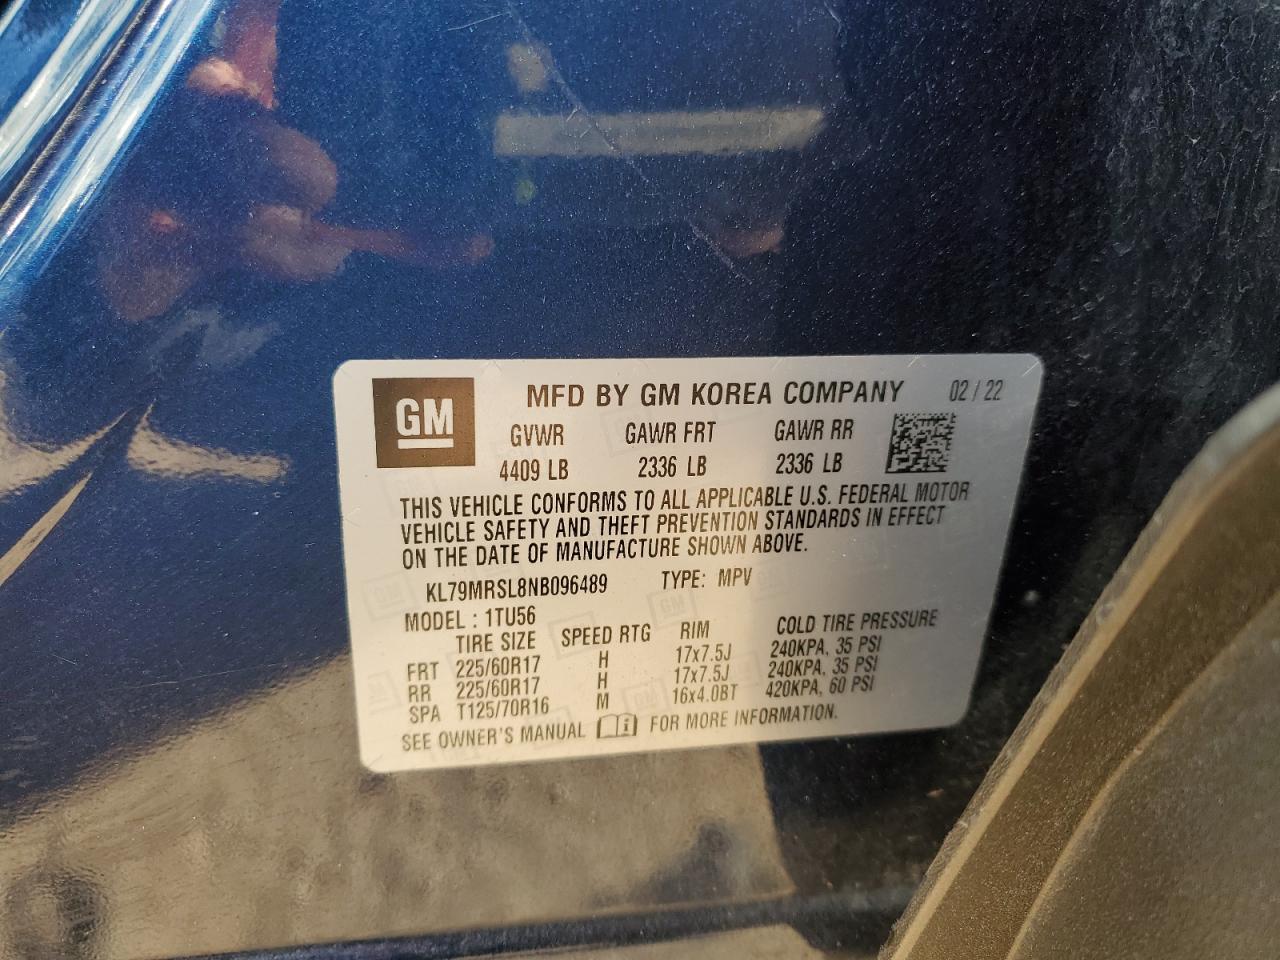 GM
MFD BY GM KOREA COMPANY 02 / 22
GVWR GAWR FRT GAWR RR
4409 LB 2336 LB 2336 LB
THIS VEHICLE CONFORMS TO ALL APPLICABLE U.S. FEDERAL MOTOR
VEHICLE SAFETY AND THEFT PREVENTION STANDARDS IN EFFECT
ON THE DATE OF MANUFACTURE SHOWN ABOVE.
KL79MRSL8NB096489 TYPE: MPV
MODEL : 1TU56
TIRE SIZE SPEED RTG RIM COLD TIRE PRESSURE
FRT 225/60R17 H 17x7.5J 240KPA, 35 PSI
RR 225/60R17 H 17x7.5J 240KPA, 35 PSI
SPA T125/70R16 M 16x4.0BT 420KPA, 60 PSI
SEE OWNER'S MANUAL FOR MORE INFORMATION.